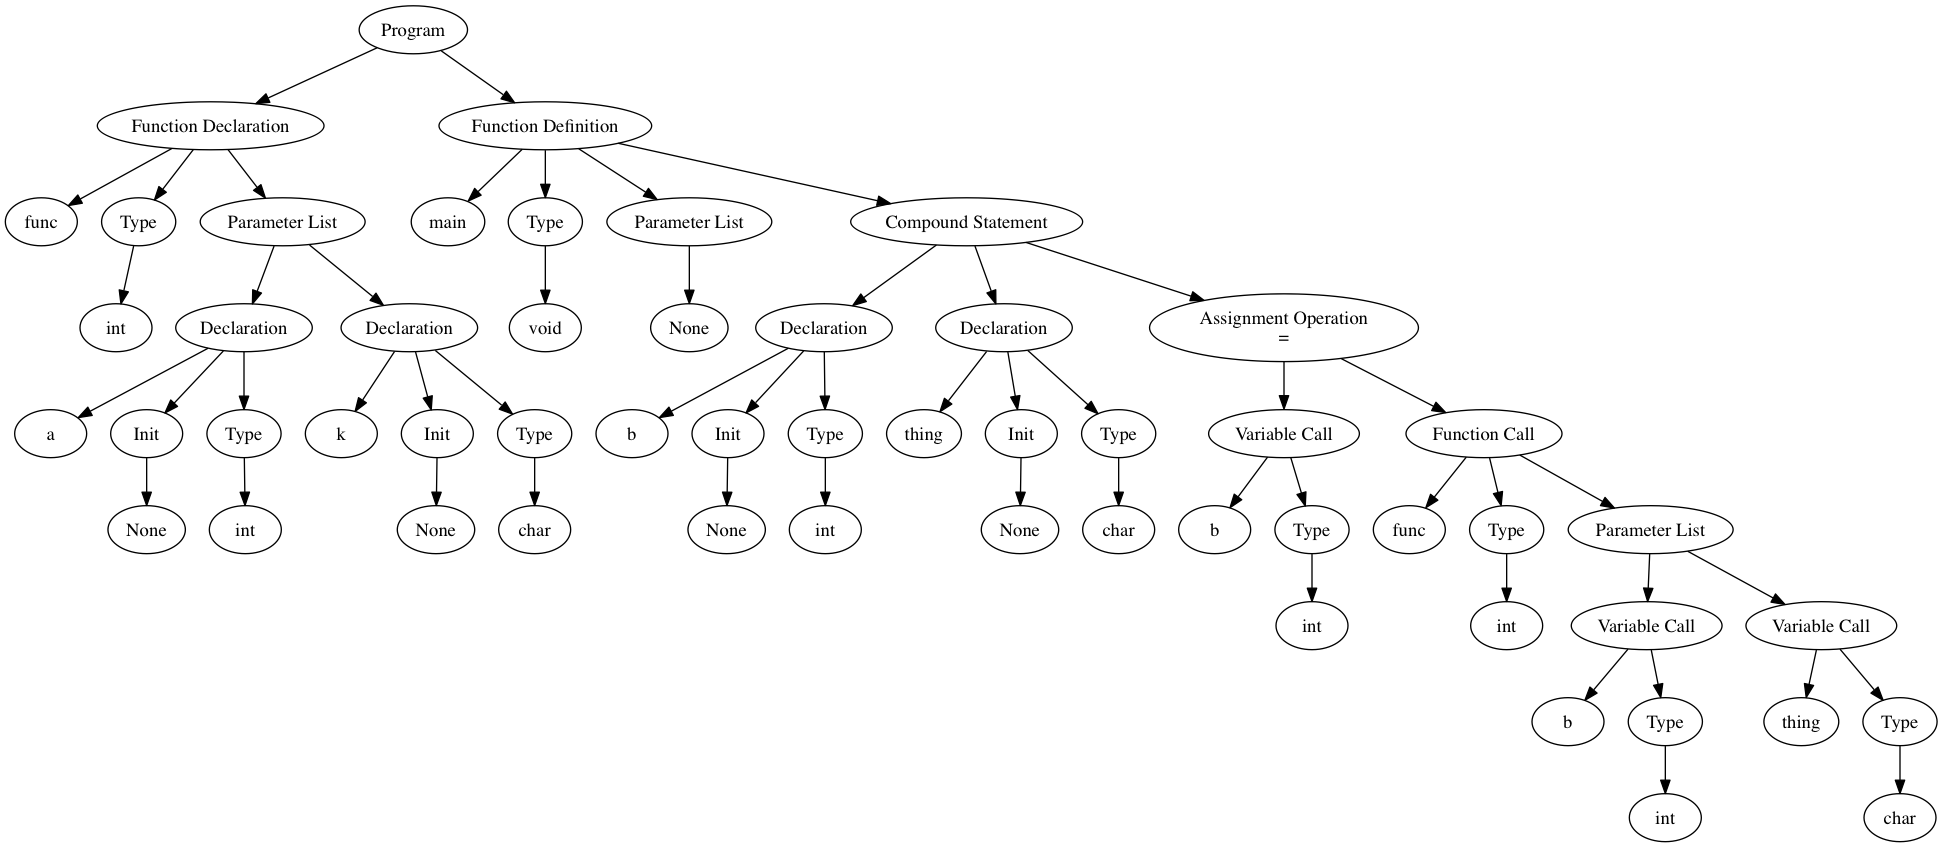 Program
Function Declaration
Function Definition
func
Type
Parameter List
main
Type
Parameter List
Compound Statement
int
Declaration
Declaration
void
None
Declaration
Declaration
Assignment Operation
=
a
Init
Type
k
Init
Type
b
Init
Type
thing
Init
Type
Variable Call
Function Call
None
int
None
char
None
int
None
char
b
Type
func
Type
Parameter List
int
int
Variable Call
Variable Call
b
Type
thing
Type
int
char